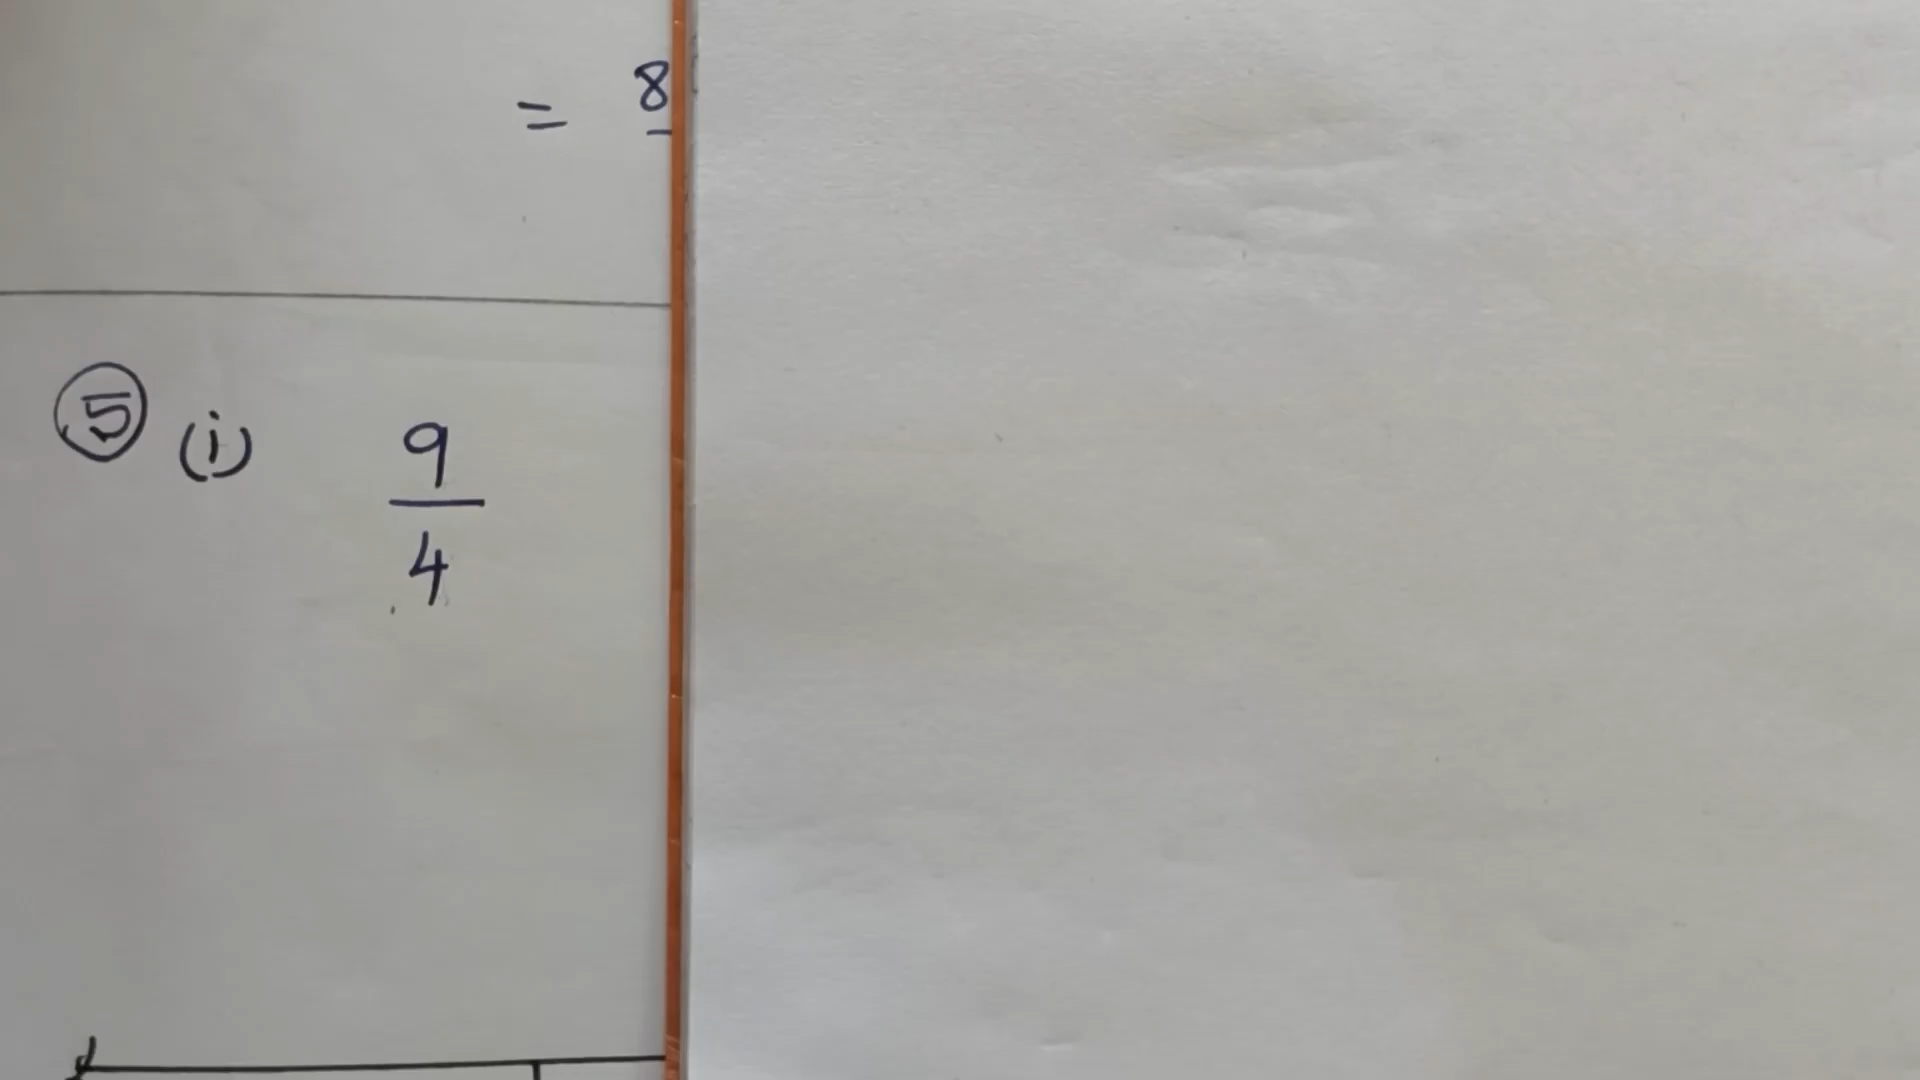 = 8
⑤ (i) 9/4